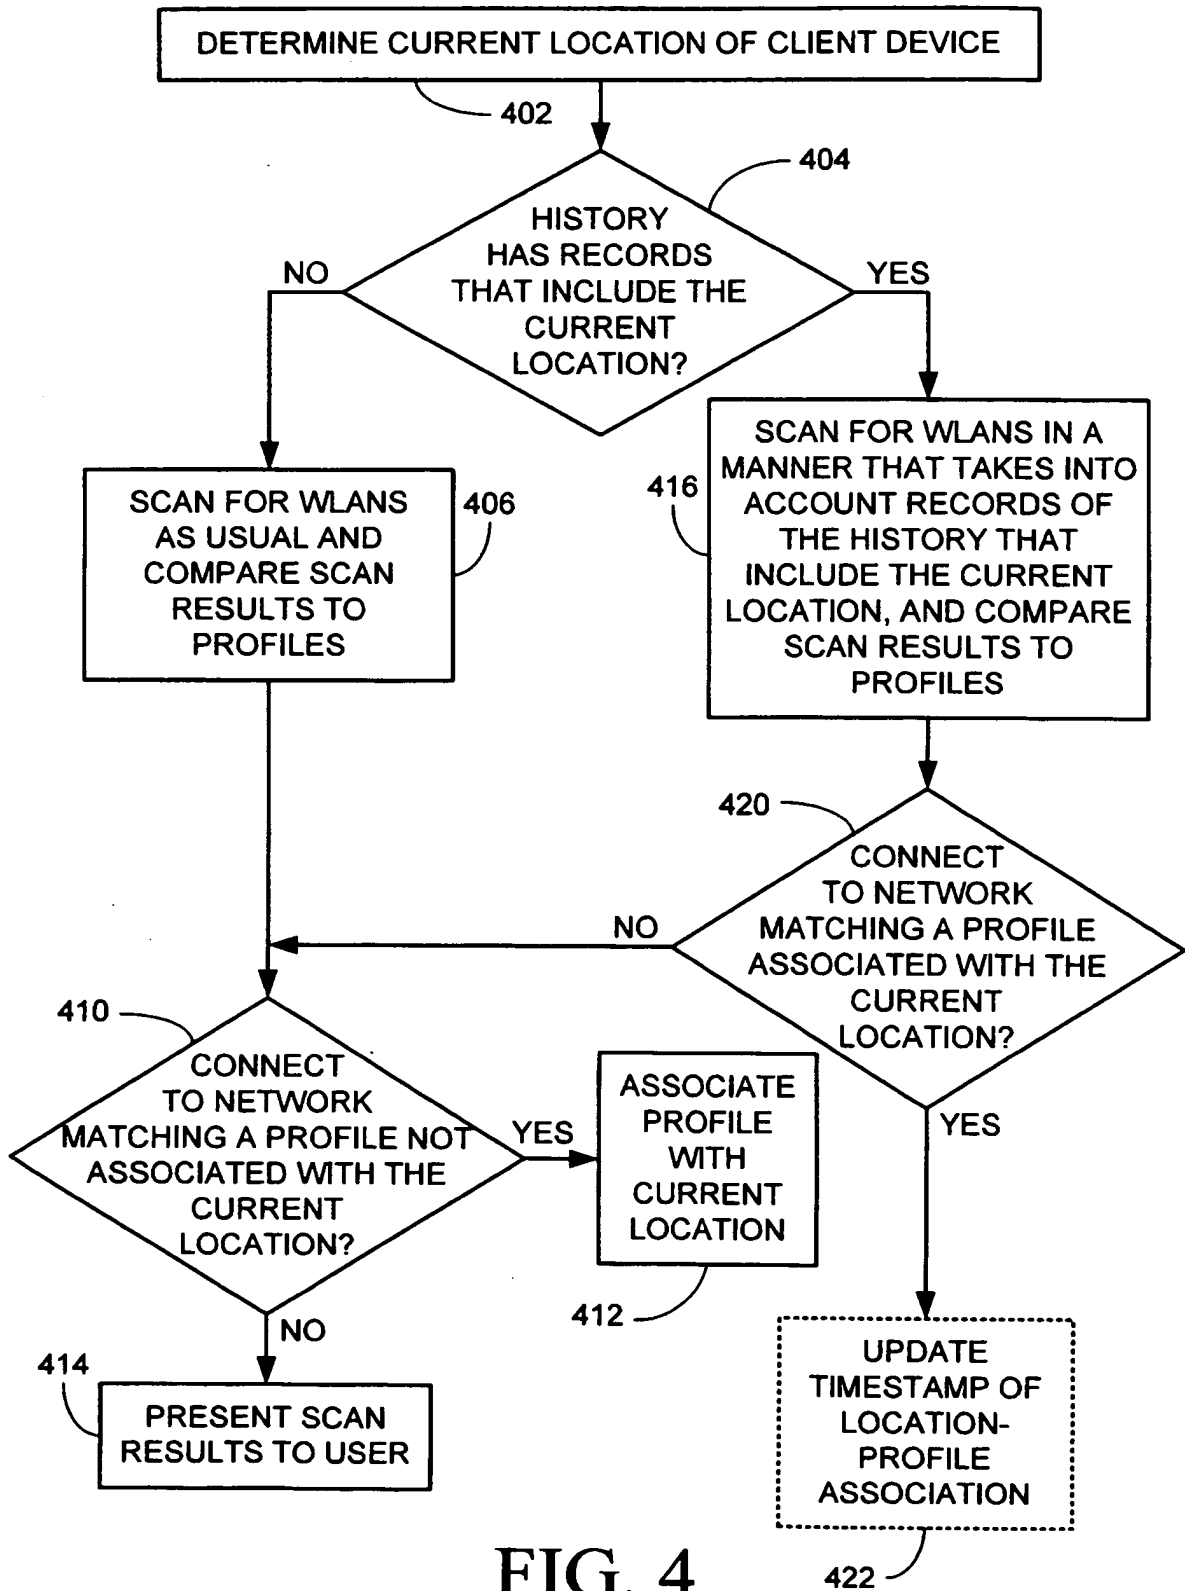 DETERMINE CURRENT LOCATION OF CLIENT DEVICE
402
404
HISTORY
HAS RECORDS
THAT INCLUDE THE
CURRENT
LOCATION?
NO
YES
SCAN FOR WLANS
AS USUAL AND
COMPARE SCAN
RESULTS TO
PROFILES
406
416
SCAN FOR WLANS IN A
MANNER THAT TAKES INTO
ACCOUNT RECORDS OF
THE HISTORY THAT
INCLUDE THE CURRENT
LOCATION, AND COMPARE
SCAN RESULTS TO
PROFILES
420
CONNECT
TO NETWORK
MATCHING A PROFILE
ASSOCIATED WITH THE
CURRENT
LOCATION?
NO
YES
410
CONNECT
TO NETWORK
MATCHING A PROFILE NOT
ASSOCIATED WITH THE
CURRENT
LOCATION?
YES
NO
ASSOCIATE
PROFILE
WITH
CURRENT
LOCATION
412
414
PRESENT SCAN
RESULTS TO USER
UPDATE
TIMESTAMP OF
LOCATION-
PROFILE
ASSOCIATION
422
FIG. 4